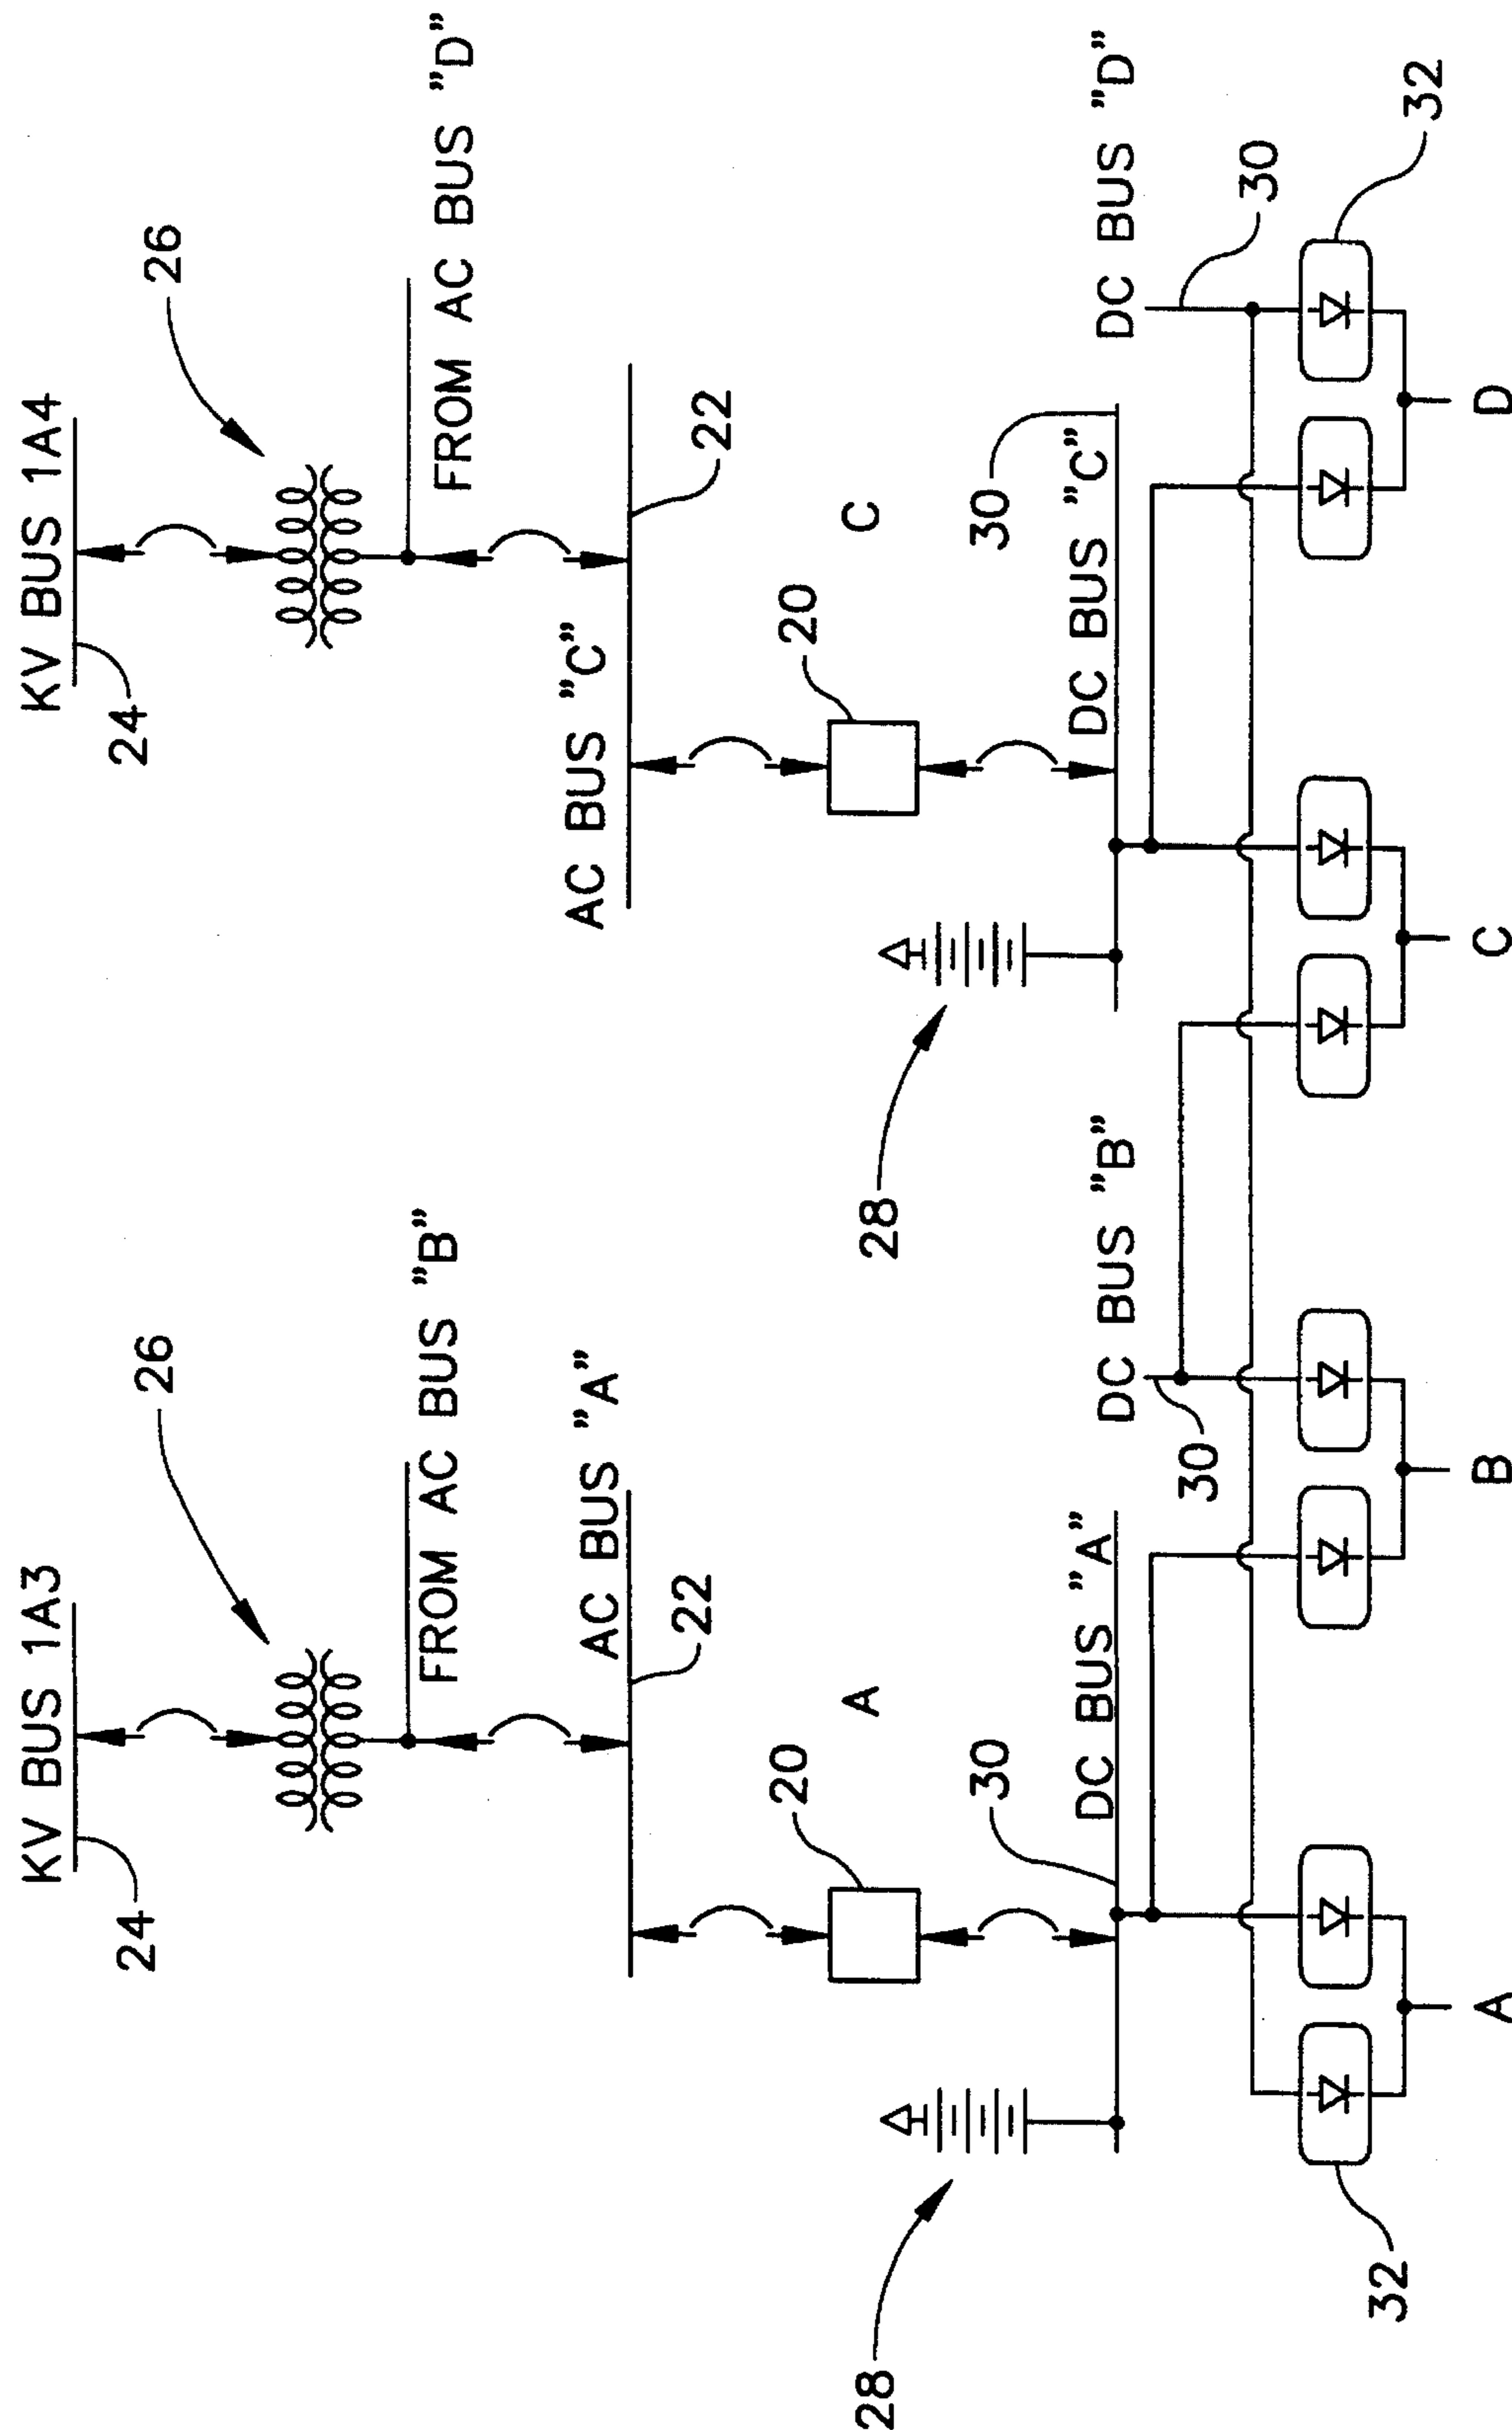 KV BUS 1A3
24
26
FROM AC BUS "B"
AC BUS "A"
22
A
20
30
DC BUS "A"
28
32
DC BUS "B"
30
KV BUS 1A4
24
26
FROM AC BUS "D"
AC BUS "C"
22
C
20
30
DC BUS "C"
28
DC BUS "D"
30
32
A
B
C
D